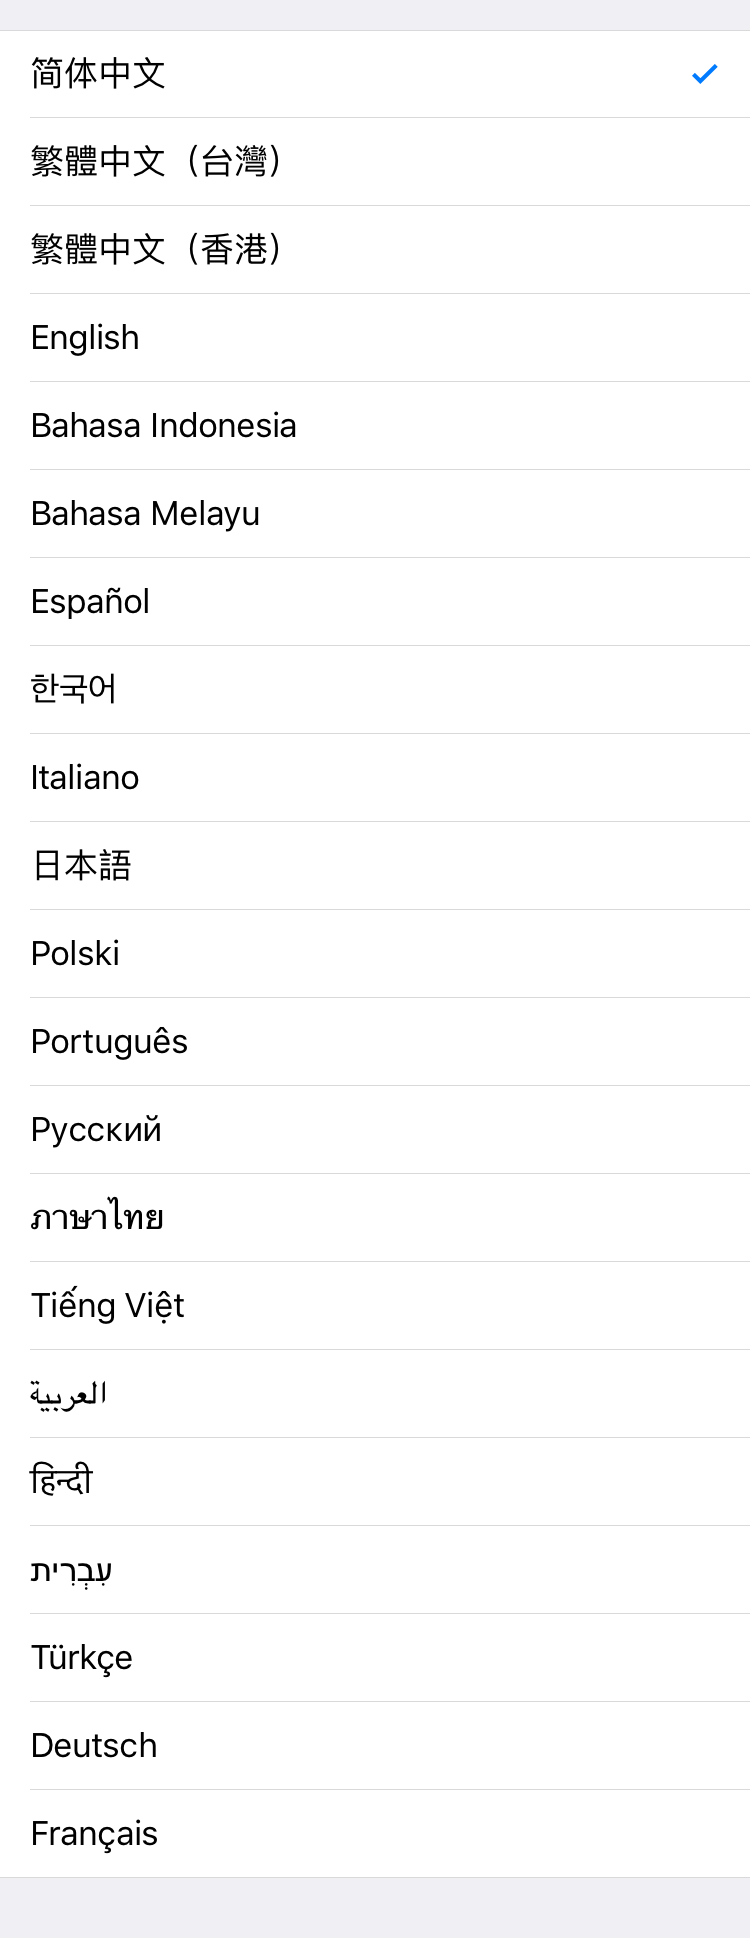 简体中文
繁體中文（台灣）
繁體中文（香港）
English
Bahasa Indonesia
Bahasa Melayu
Español
한국어
Italiano
日本語
Polski
Português
Русский
ภาษาไทย
Tiếng Việt
العربية
हिन्दी
עִבְרִית
Türkçe
Deutsch
Français